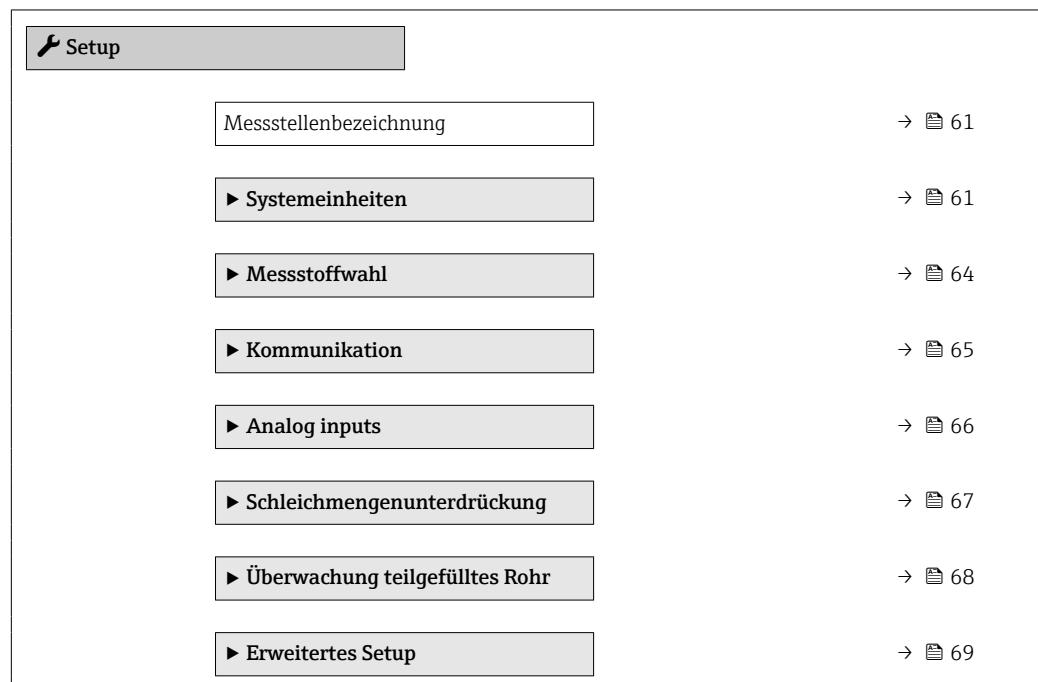 Setup
Messstellenbezeichnung → 61
▶ Systemeinheiten → 61
▶ Messstoffwahl → 64
▶ Kommunikation → 65
▶ Analog inputs → 66
▶ Schleichmengenunterdrückung → 67
▶ Überwachung teilgefülltes Rohr → 68
▶ Erweitertes Setup → 69